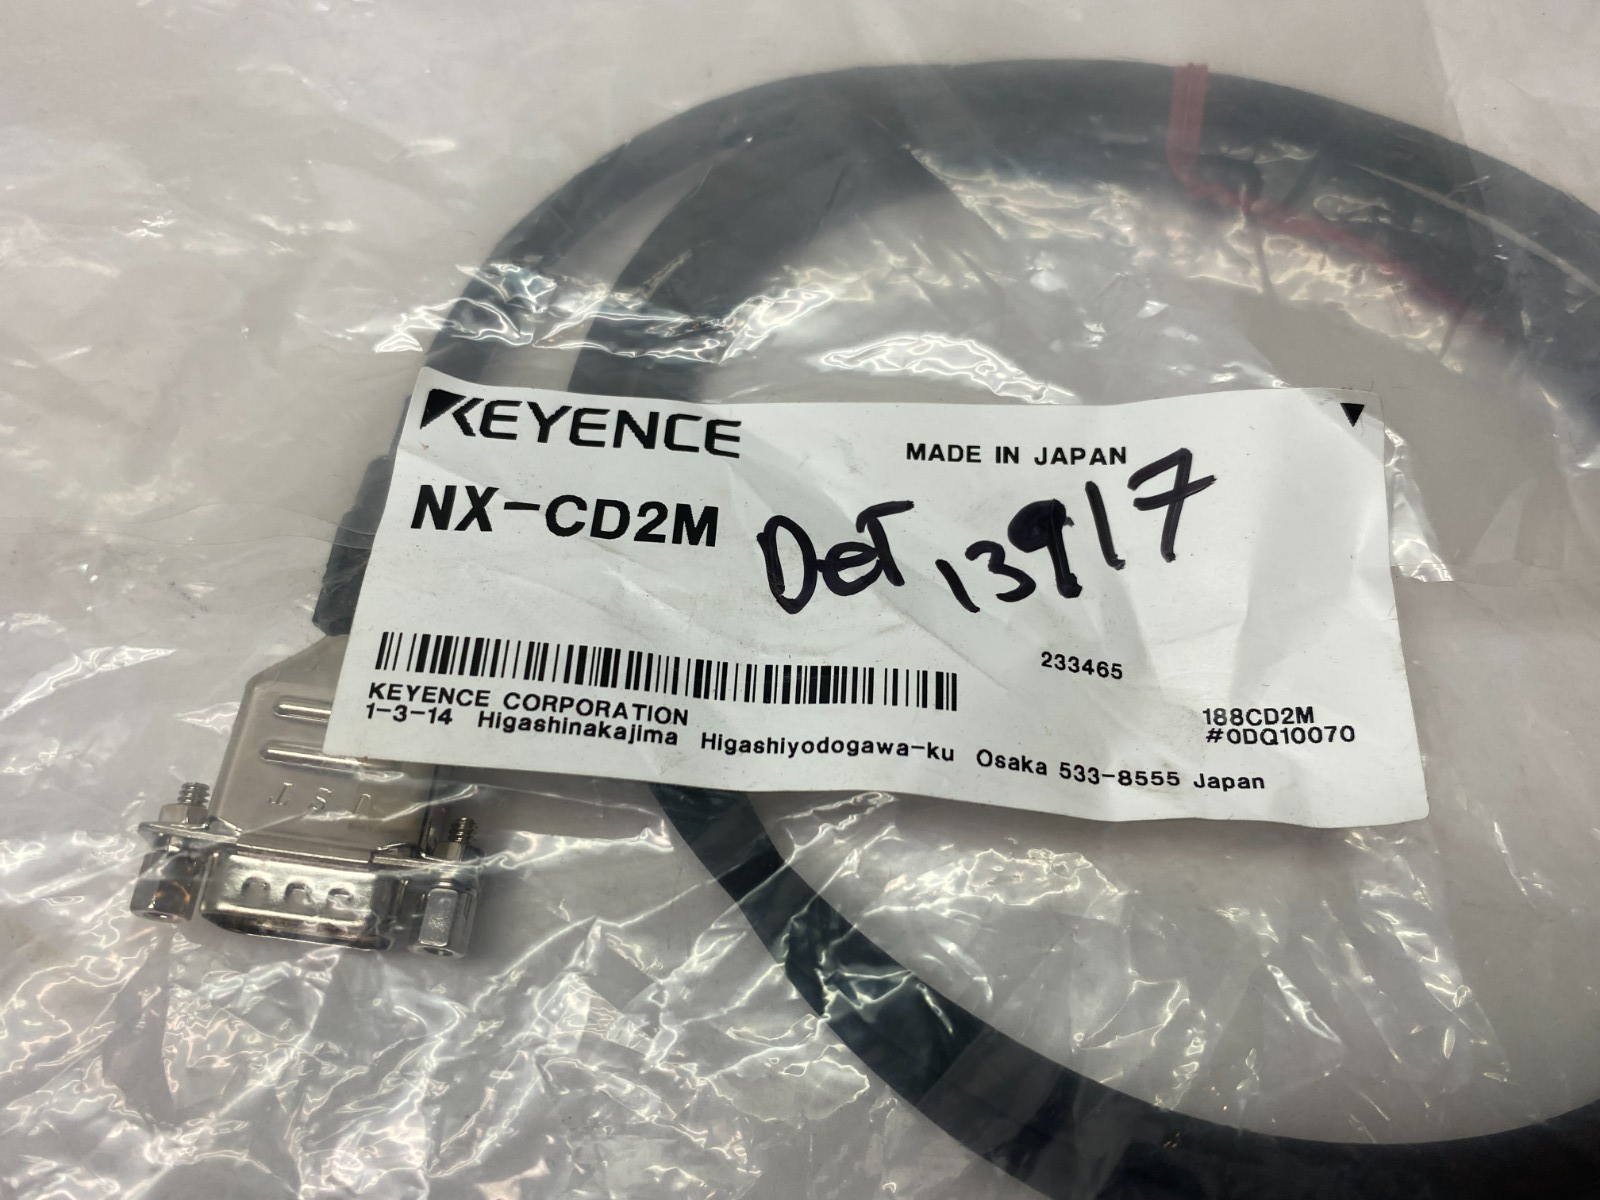 KEYENCE
MADE IN JAPAN
NX-CD2M
DeT 13917
233465
KEYENCE CORPORATION
1-3-14 Higashinakajima Higashiyodogawa-ku Osaka 533-8555 Japan
188CD2M
#0DQ10070
JST